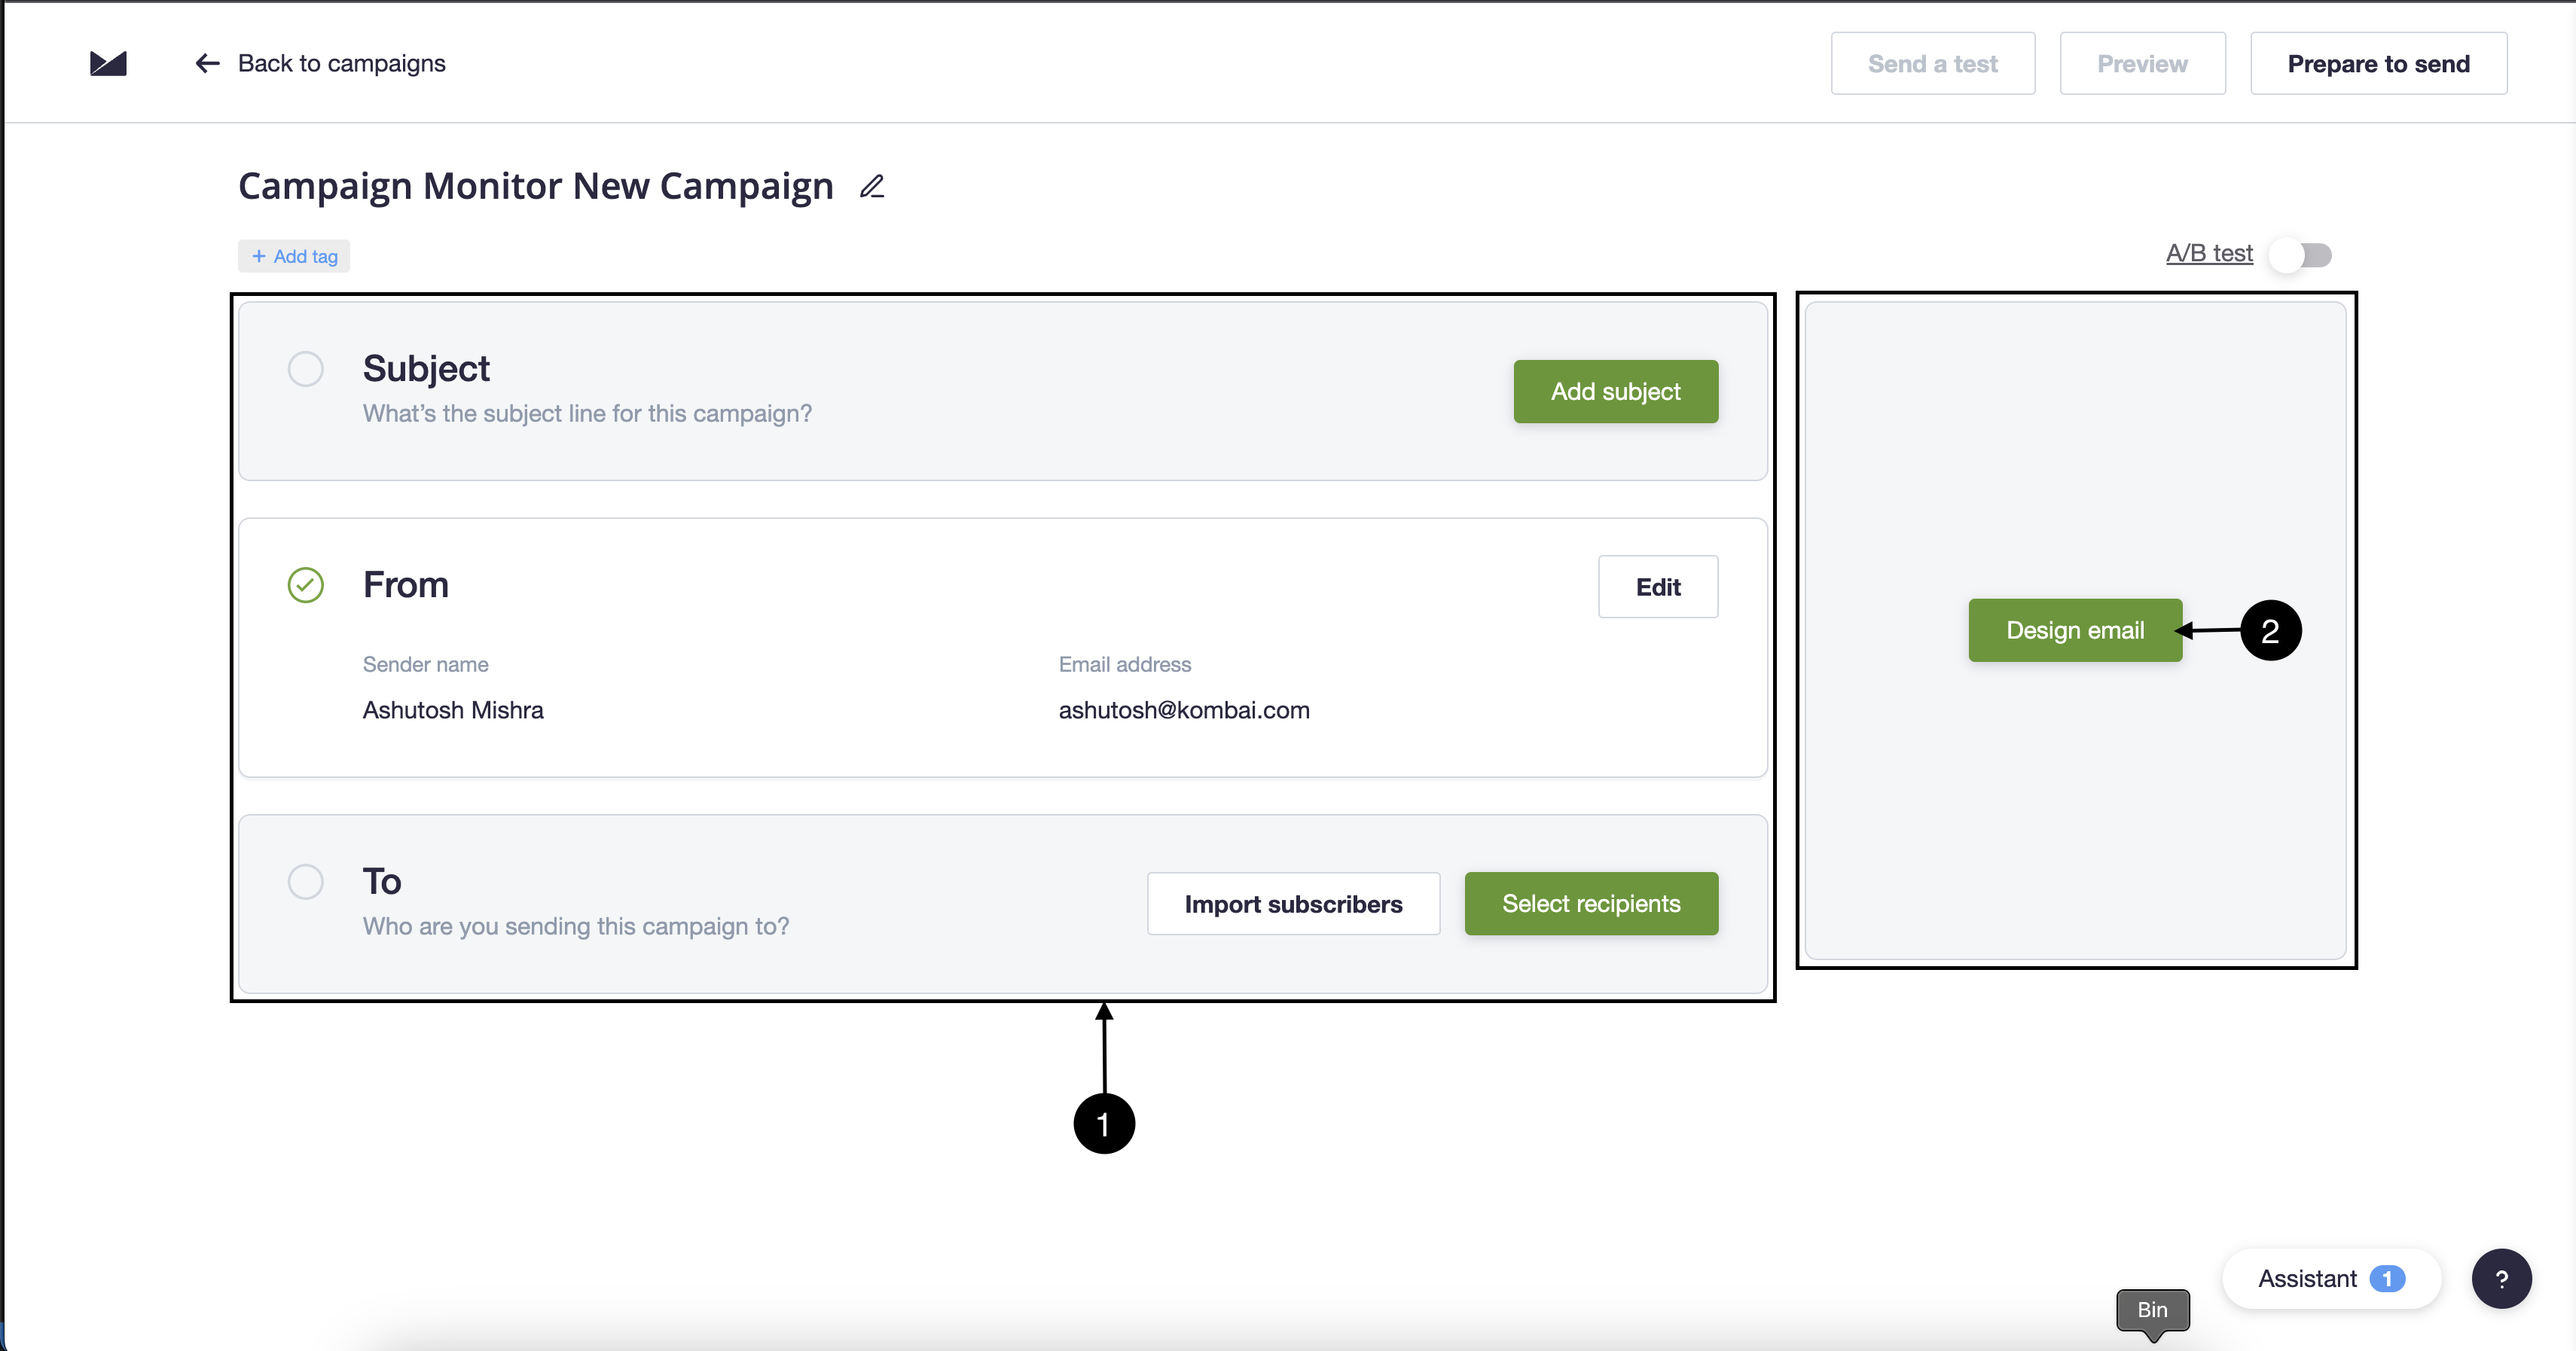 Back to campaigns
Send a test
Preview
Prepare to send
Campaign Monitor New Campaign
+ Add tag
A/B test
Subject
What’s the subject line for this campaign?
Add subject
From
Edit
Sender name
Email address
Ashutosh Mishra
ashutosh@kombai.com
To
Who are you sending this campaign to?
Import subscribers
Select recipients
Design email
2
1
Assistant 1
?
Bin